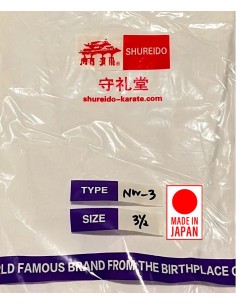 ® SHUREIDO
守礼堂
shureido-karate.com
TYPE NW-3
SIZE 3½
MADE IN
JAPAN
LD FAMOUS BRAND FROM THE BIRTHPLACE O